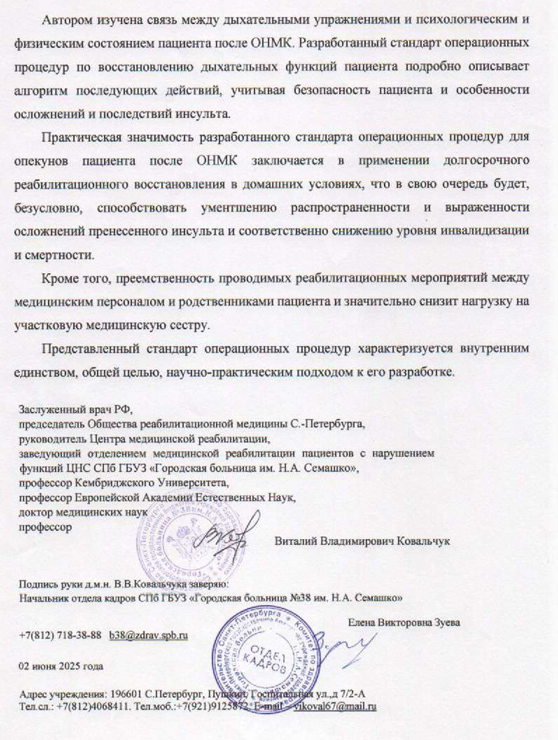 Автором изучена связь между дыхательными упражнениями и психологическим и
физическим состоянием пациента после ОНМК. Разработанный стандарт операционных
процедур по восстановлению дыхательных функций пациента подробно описывает
алгоритм последующих действий, учитывая безопасность пациента и особенности
осложнений и последствий инсульта.
Практическая значимость разработанного стандарта операционных процедур для
опекунов пациента после ОНМК заключается в применении долгосрочного
реабилитационного восстановления в домашних условиях, что в свою очередь будет,
безусловно, способствовать ументшению распространенности и выраженности
осложнений пренесенного инсульта и соответственно снижению уровня инвалидизации
и смертности.
Кроме того, преемственность проводимых реабилитационных мероприятий между
медицинским персоналом и родственниками пациента и значительно снизит нагрузку на
участковую медицинскую сестру.
Представленный стандарт операционных процедур характеризуется внутренним
единством, общей целью, научно-практическим подходом к его разработке.
Заслуженный врач РФ,
председатель Общества реабилитационной медицины С.-Петербурга,
руководитель Центра медицинской реабилитации,
заведующий отделением медицинской реабилитации пациентов с нарушением
функций ЦНС СПб ГБУЗ «Городская больница им. Н.А. Семашко»,
профессор Кембриджского Университета,
профессор Европейской Академии Естественных Наук,
доктор медицинских наук
профессор
Виталий Владимирович Ковальчук
Подпись руки д.м.н. В.В.Ковальчука заверяю:
Начальник отдела кадров СПб ГБУЗ «Городская больница №38 им. Н.А. Семашко»
Елена Викторовна Зуева
+7(812) 718-38-88 b38@zdrav.spb.ru
ОТДЕЛ
КАДРОВ
02 июня 2025 года
Адрес учреждения: 196601 С.Петербург, Пушкин, Госпитальная ул.,д 7/2-А
Тел.сл.: +7(812)4068411. Тел.моб.:+7(921)9125872. E-mail – vikoval67@mail.ru